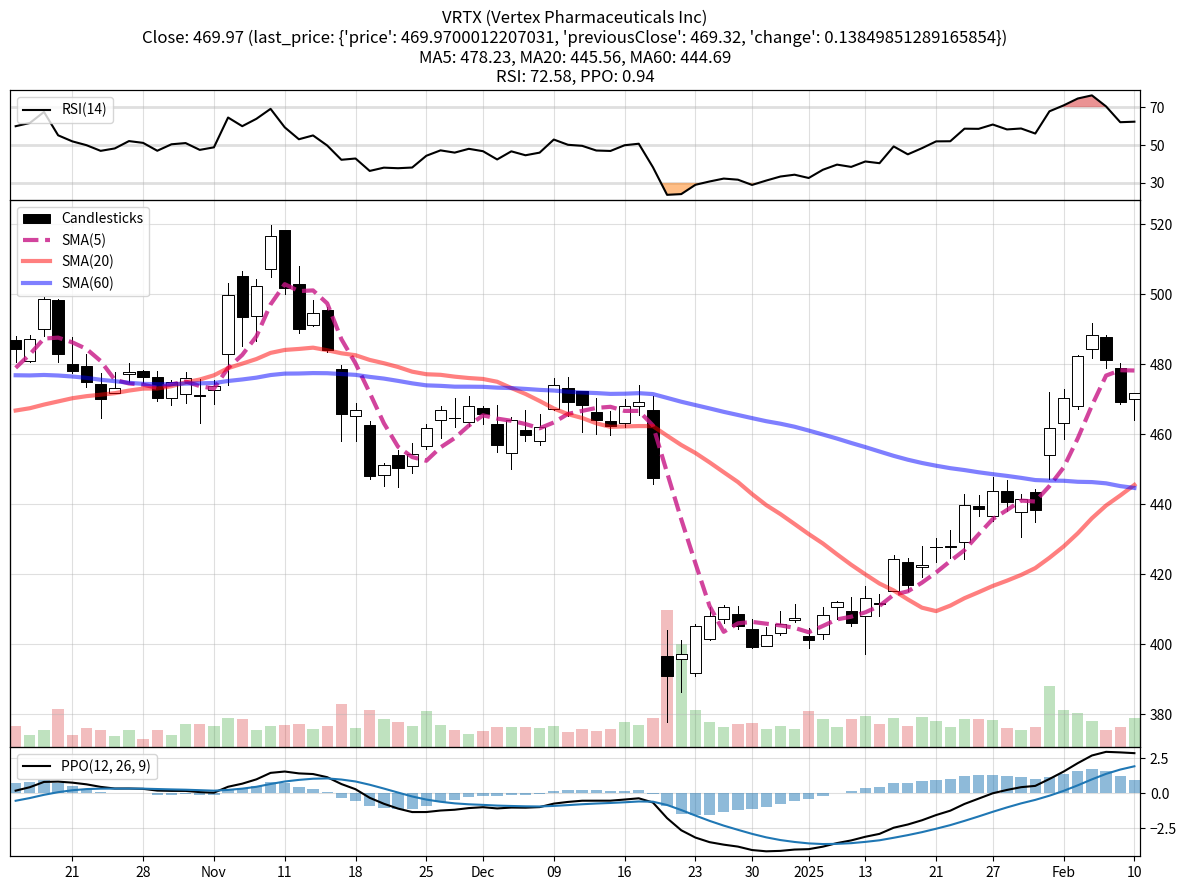 VRTX (Vertex Pharmaceuticals Inc)
Close: 469.97 (last_price: {'price': 469.9700012207031, 'previousClose': 469.32, 'change': 0.13849851289165854})
MA5: 478.23, MA20: 445.56, MA60: 444.69
RSI: 72.58, PPO: 0.94
RSI(14)
70
50
30
Candlesticks
SMA(5)
SMA(20)
SMA(60)
520
500
480
460
440
420
400
380
PPO(12, 26, 9)
2.5
0.0
−2.5
21 28 Nov 11 18 25 Dec 09 16 23 30 2025 13 21 27 Feb 10